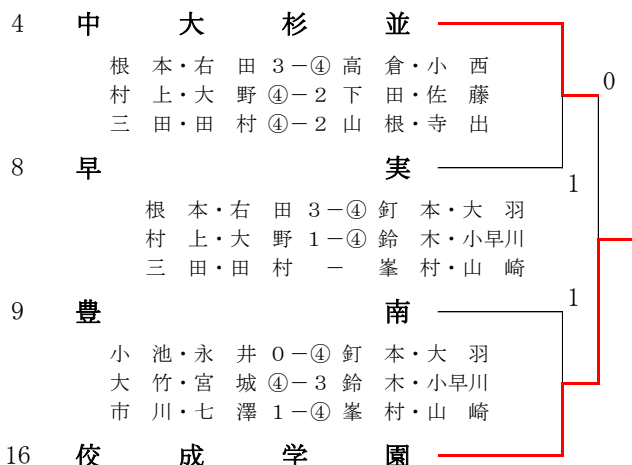 4 中大杉並
0
根本・右田 3-④ 高倉・小西
村上・大野 ④-2 下田・佐藤
三田・田村 ④-2 山根・寺出
8 早実
1
根本・右田 3-④ 釘本・大羽
村上・大野 1-④ 鈴木・小早川
三田・田村 - 峯村・山崎
9 豊南
1
小池・永井 0-④ 釘本・大羽
大竹・宮城 ④-3 鈴木・小早川
市川・七澤 1-④ 峯村・山崎
16 佼成学園